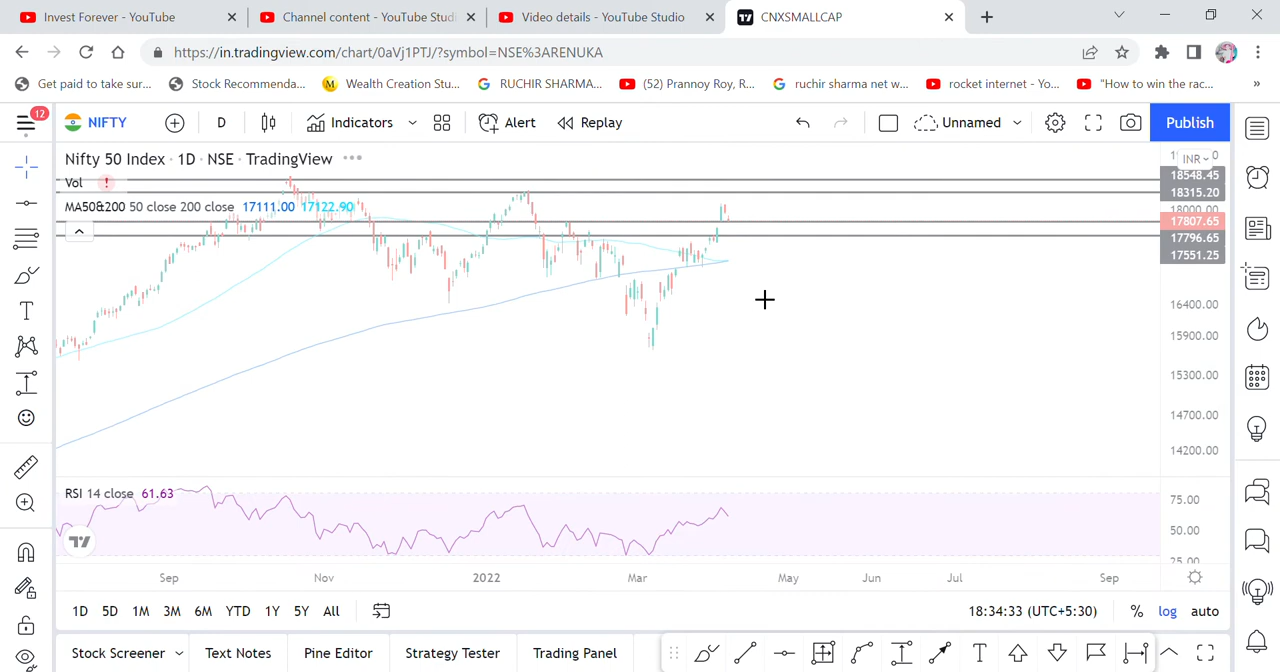 Invest Forever - YouTube
Channel content - YouTube Studi
Video details - YouTube Studio
CNXSMALLCAP
https://in.tradingview.com/chart/0aVj1PTJ/?symbol=NSE%3ARENUKA
Get paid to take sur...
Stock Recommenda...
M Wealth Creation Stu...
RUCHIR SHARMA...
(52) Prannoy Roy, R...
ruchir sharma net w...
rocket internet - Yo...
"How to win the rac...
»
12
NIFTY
D
Indicators
Alert
Replay
Unnamed
Publish
Nifty 50 Index · 1D · NSE · TradingView
INR
Vol !
MA50&200 50 close 200 close 17111.00 17122.90
18548.45
18315.20
18000.00
17807.65
17796.65
17551.25
16400.00
15900.00
15300.00
14700.00
14200.00
RSI 14 close 61.63
75.00
50.00
25.00
Sep
Nov
2022
Mar
May
Jun
Jul
Sep
1D 5D 1M 3M 6M YTD 1Y 5Y All
18:34:33 (UTC+5:30)
% log auto
Stock Screener
Text Notes
Pine Editor
Strategy Tester
Trading Panel